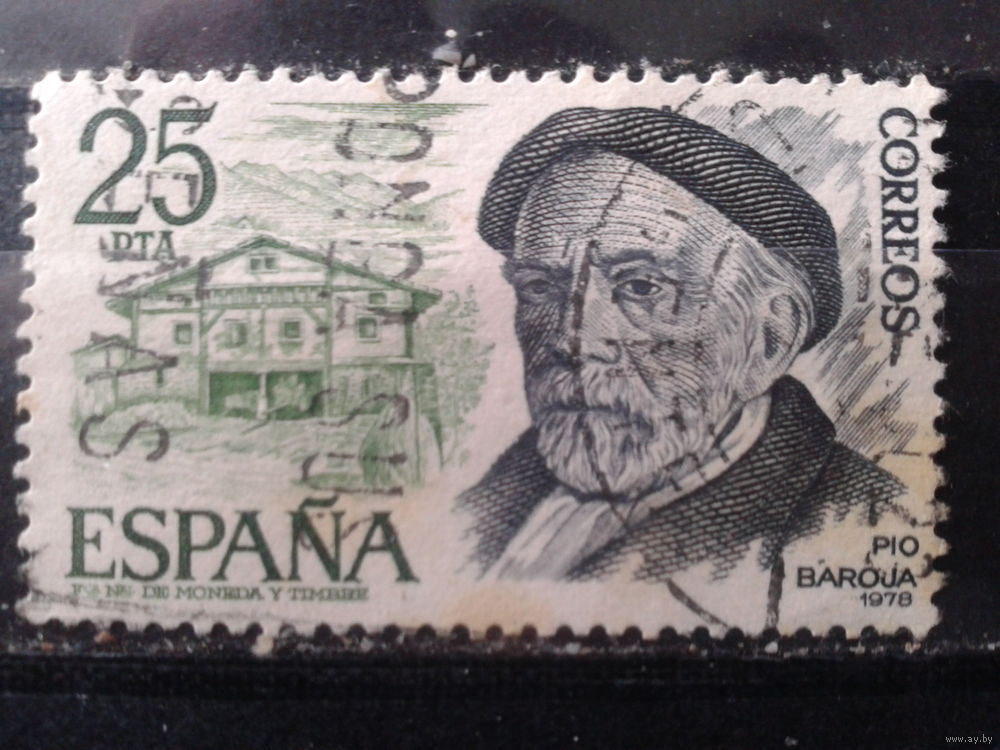 25
PTA
CORREOS
ESPAÑA
DE MONEDA Y TIMBRE
PIO
BAROJA
1978
www.ay.by